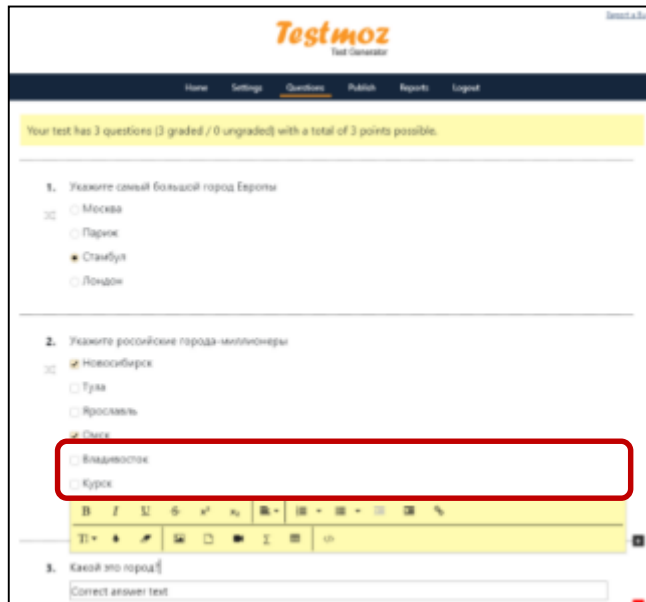 Testmoz
Test Generator
Home Settings Questions Publish Reports Logout
Your test has 3 questions (3 graded / 0 ungraded) with a total of 3 points possible.
1. Укажите самый большой город Европы
Москва
Париж
Стамбул
Лондон
2. Укажите российские города-миллионеры
Новосибирск
Тула
Ярославль
Омск
Владивосток
Курск
3. Какой это город?
Correct answer text